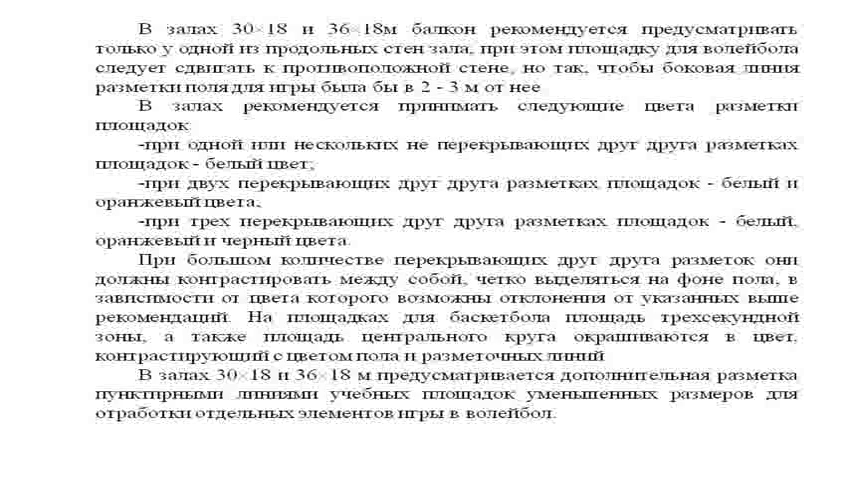 В залах 30×18 и 36×18м балкон рекомендуется предусматривать
только у одной из продольных стен зала, при этом площадку для волейбола
следует сдвигать к противоположной стене, но так, чтобы боковая линия
разметки поля для игры была бы в 2 - 3 м от нее
В залах рекомендуется принимать следующие цвета разметки
площадок
-при одной или нескольких не перекрывающих друг друга разметках
площадок - белый цвет;
-при двух перекрывающих друг друга разметках площадок - белый и
оранжевый цвета;
-при трех перекрывающих друг друга разметках площадок - белый,
оранжевый и черный цвета.
При большом количестве перекрывающих друг друга разметок они
должны контрастировать между собой, четко выделяться на фоне пола, в
зависимости от цвета которого возможны отклонения от указанных выше
рекомендаций. На площадках для баскетбола площадь трехсекундной
зоны, а также площадь центрального круга окрашиваются в цвет,
контрастирующий с цветом пола и разметочных линий
В залах 30×18 и 36×18 м предусматривается дополнительная разметка
пунктирными линиями учебных площадок уменьшенных размеров для
отработки отдельных элементов игры в волейбол.